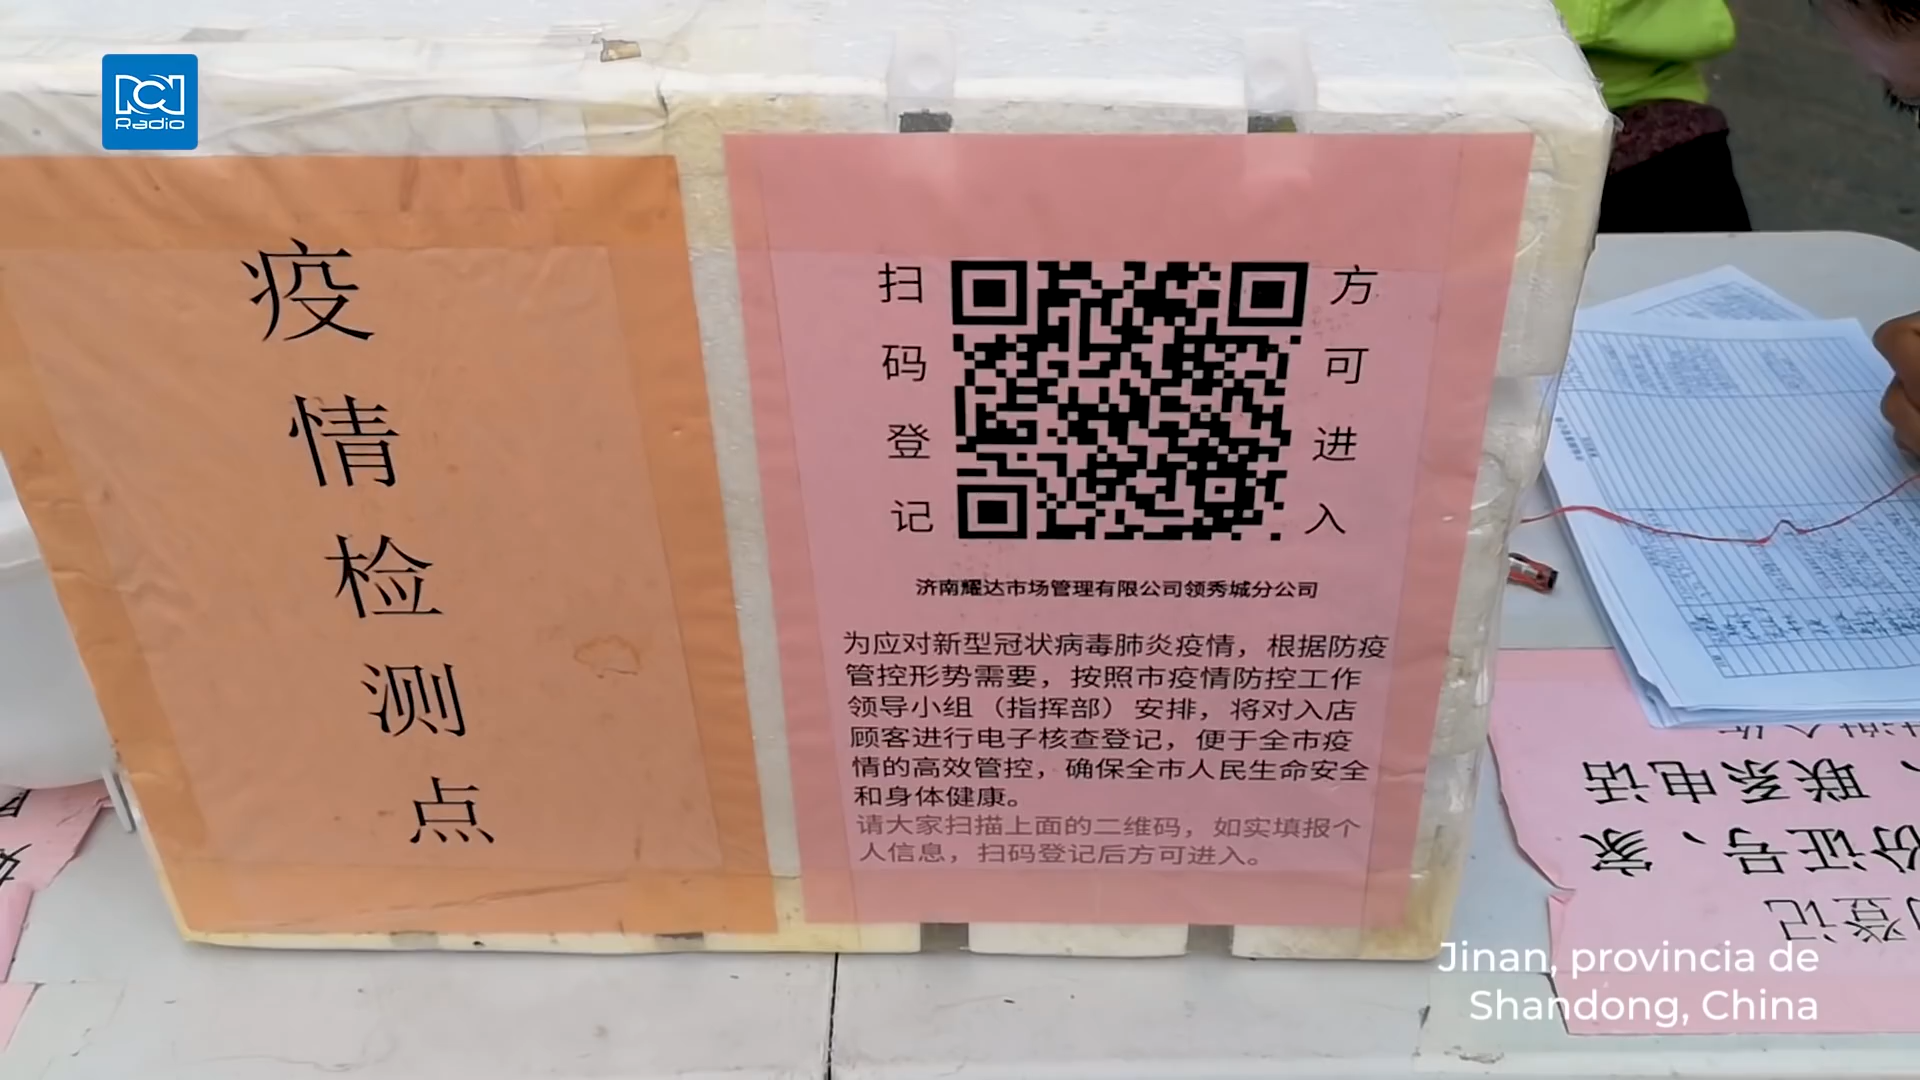 RCN
Radio
疫情检测点
扫码登记
方可进入
济南耀达市场管理有限公司领秀城分公司
为应对新型冠状病毒肺炎疫情，根据防疫
管控形势需要，按照市疫情防控工作
领导小组（指挥部）安排，将对入店
顾客进行电子核查登记，便于全市疫
情的高效管控，确保全市人民生命安全
和身体健康。
请大家扫描上面的二维码，如实填报个
人信息，扫码登记后方可进入。
登记
份证号、家
、联系电话
Jinan, provincia de
Shandong, China